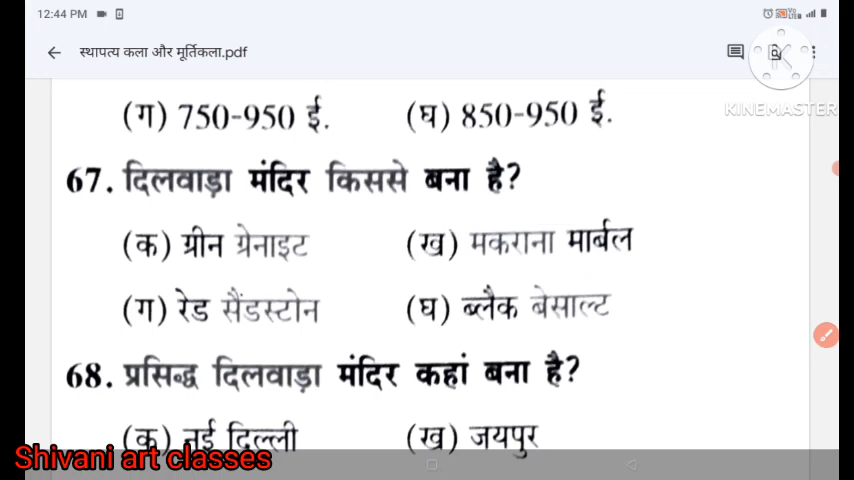 12:44 PM
स्थापत्य कला और मूर्तिकला.pdf
KINEMASTER
(ग) 750-950 ई. (घ) 850-950 ई.
67. दिलवाड़ा मंदिर किससे बना है?
(क) ग्रीन ग्रेनाइट (ख) मकराना मार्बल
(ग) रेड सैंडस्टोन (घ) ब्लैक बेसाल्ट
68. प्रसिद्ध दिलवाड़ा मंदिर कहां बना है?
(क) नई दिल्ली (ख) जयपुर
Shivani art classes